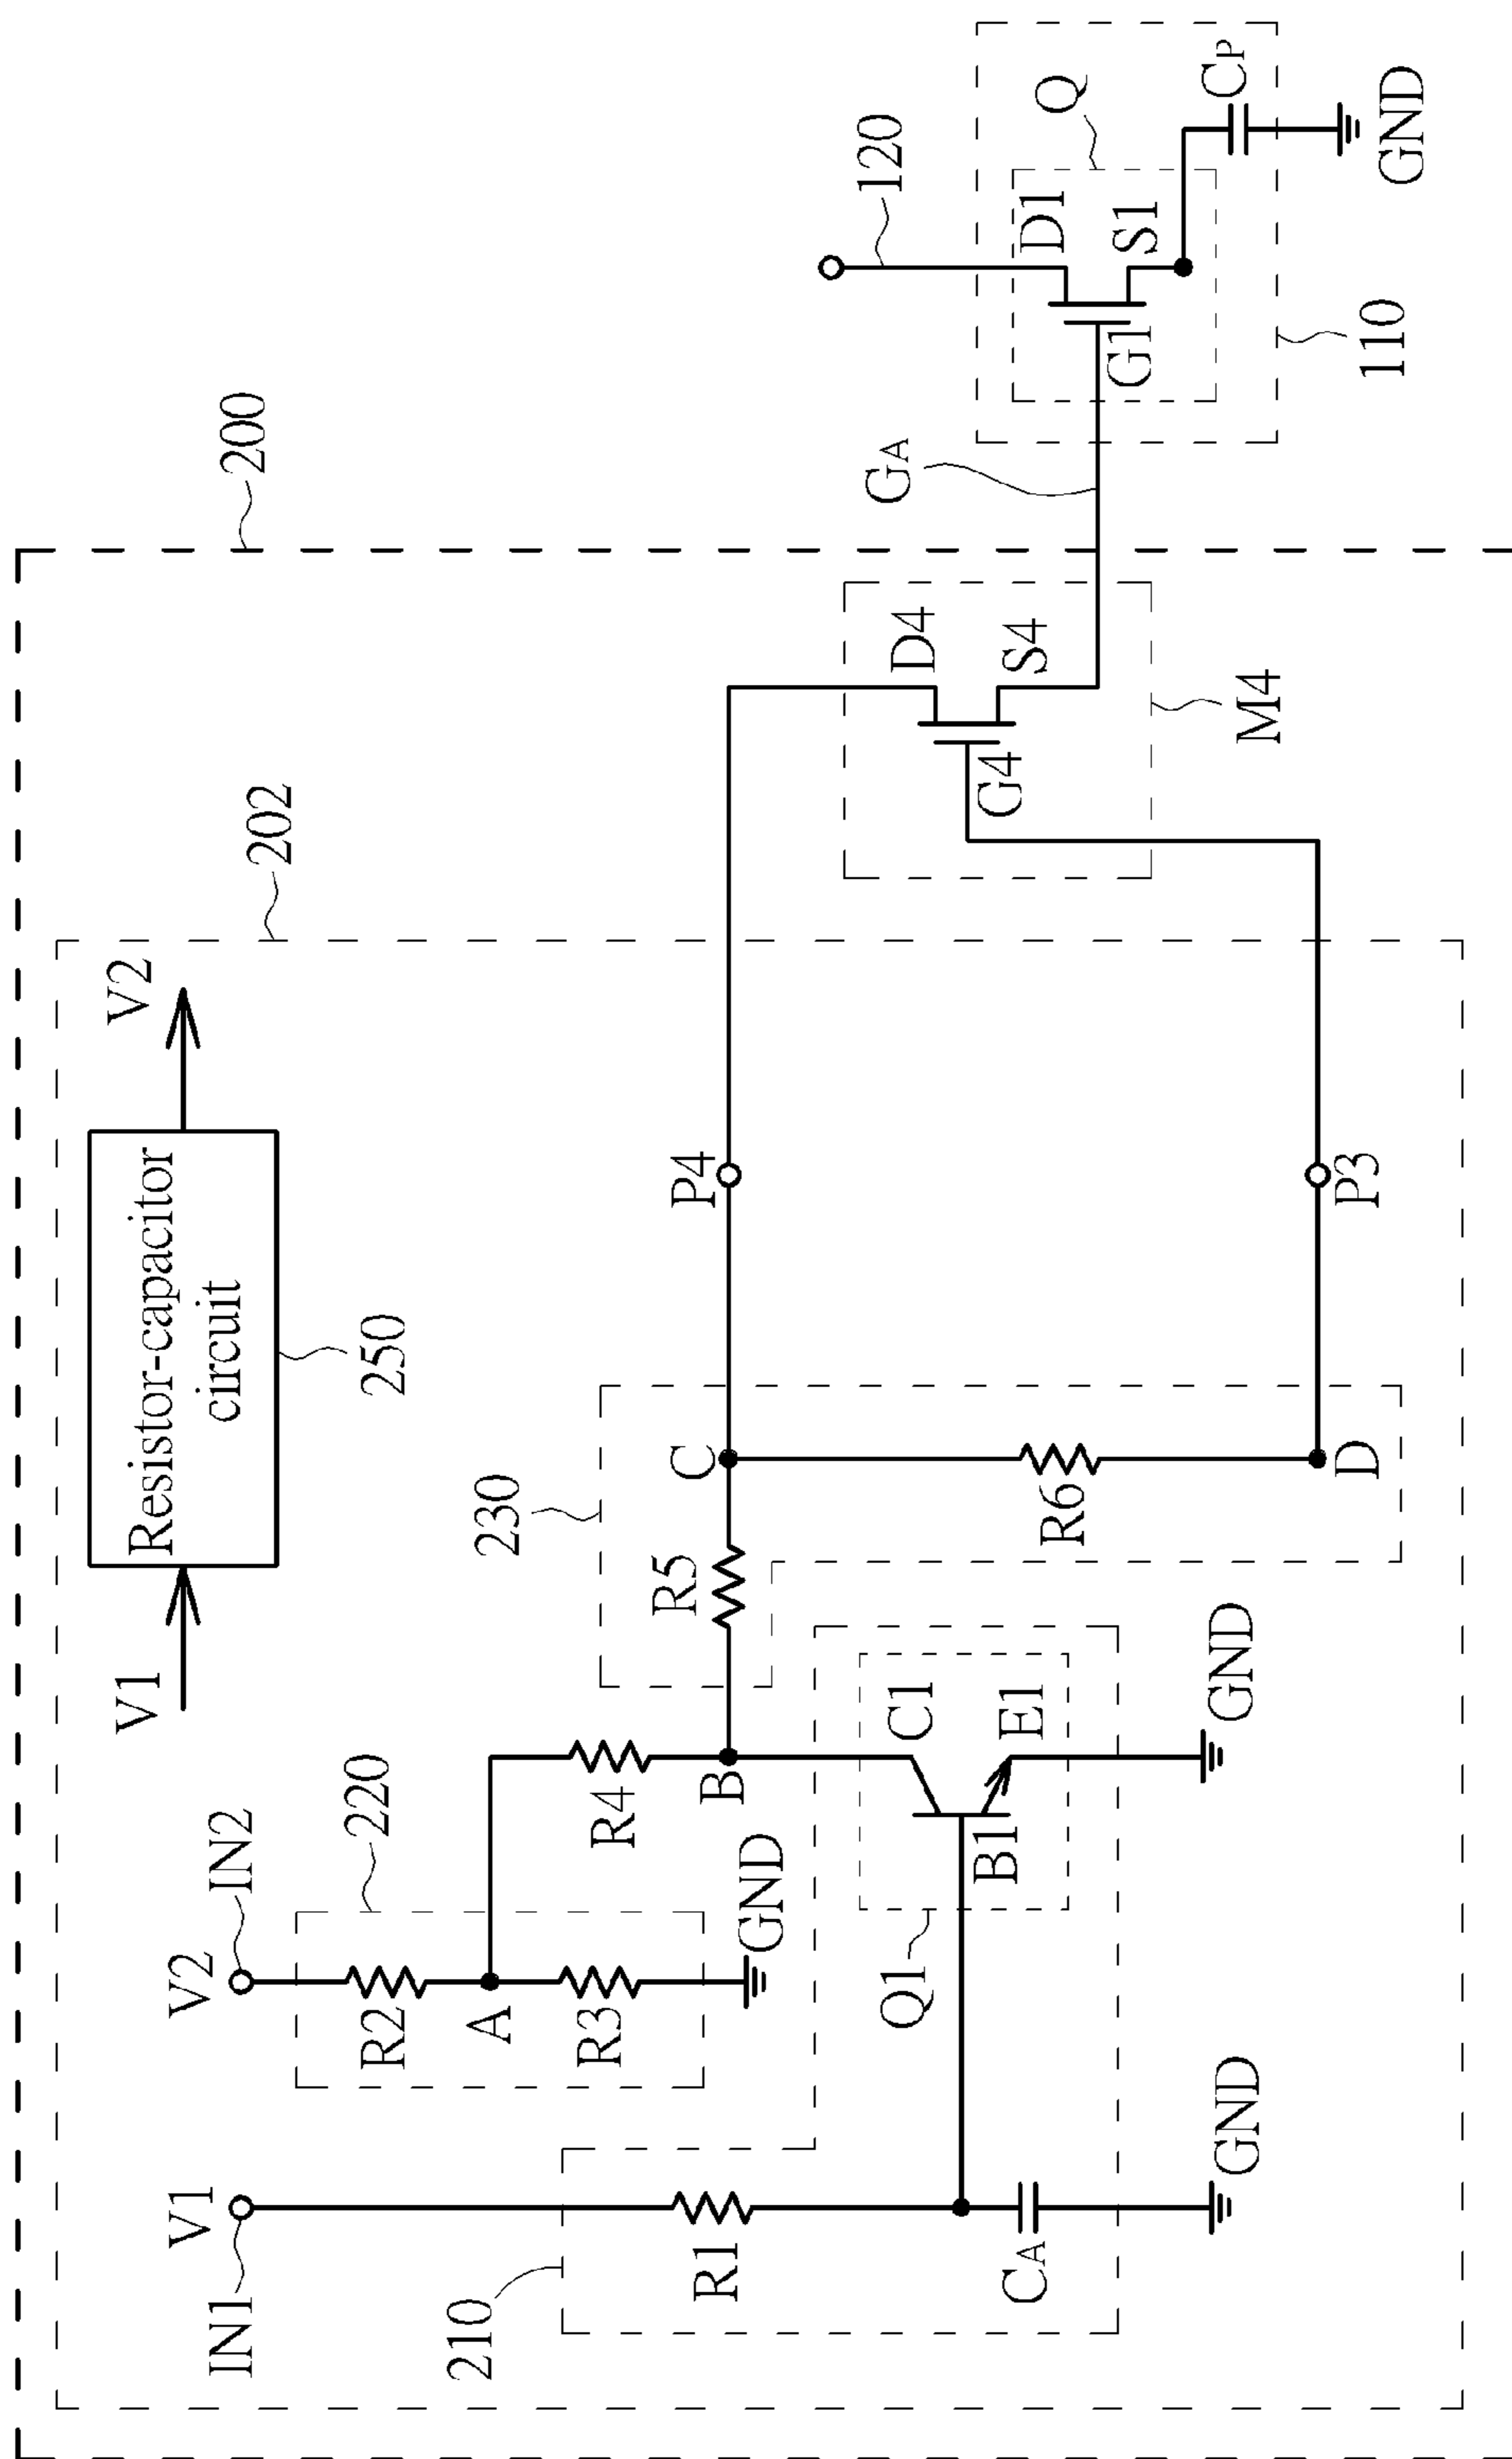 200
202
V1
Resistor-capacitor
circuit
V2
250
IN1
V1
V2
IN2
220
R2
A
R3
GND
R4
B
230
R5
C
P4
R6
D
P3
210
R1
CA
GND
Q1
B1
C1
E1
GND
D4
G4
S4
M4
GA
120
Q
D1
G1
S1
CP
GND
110